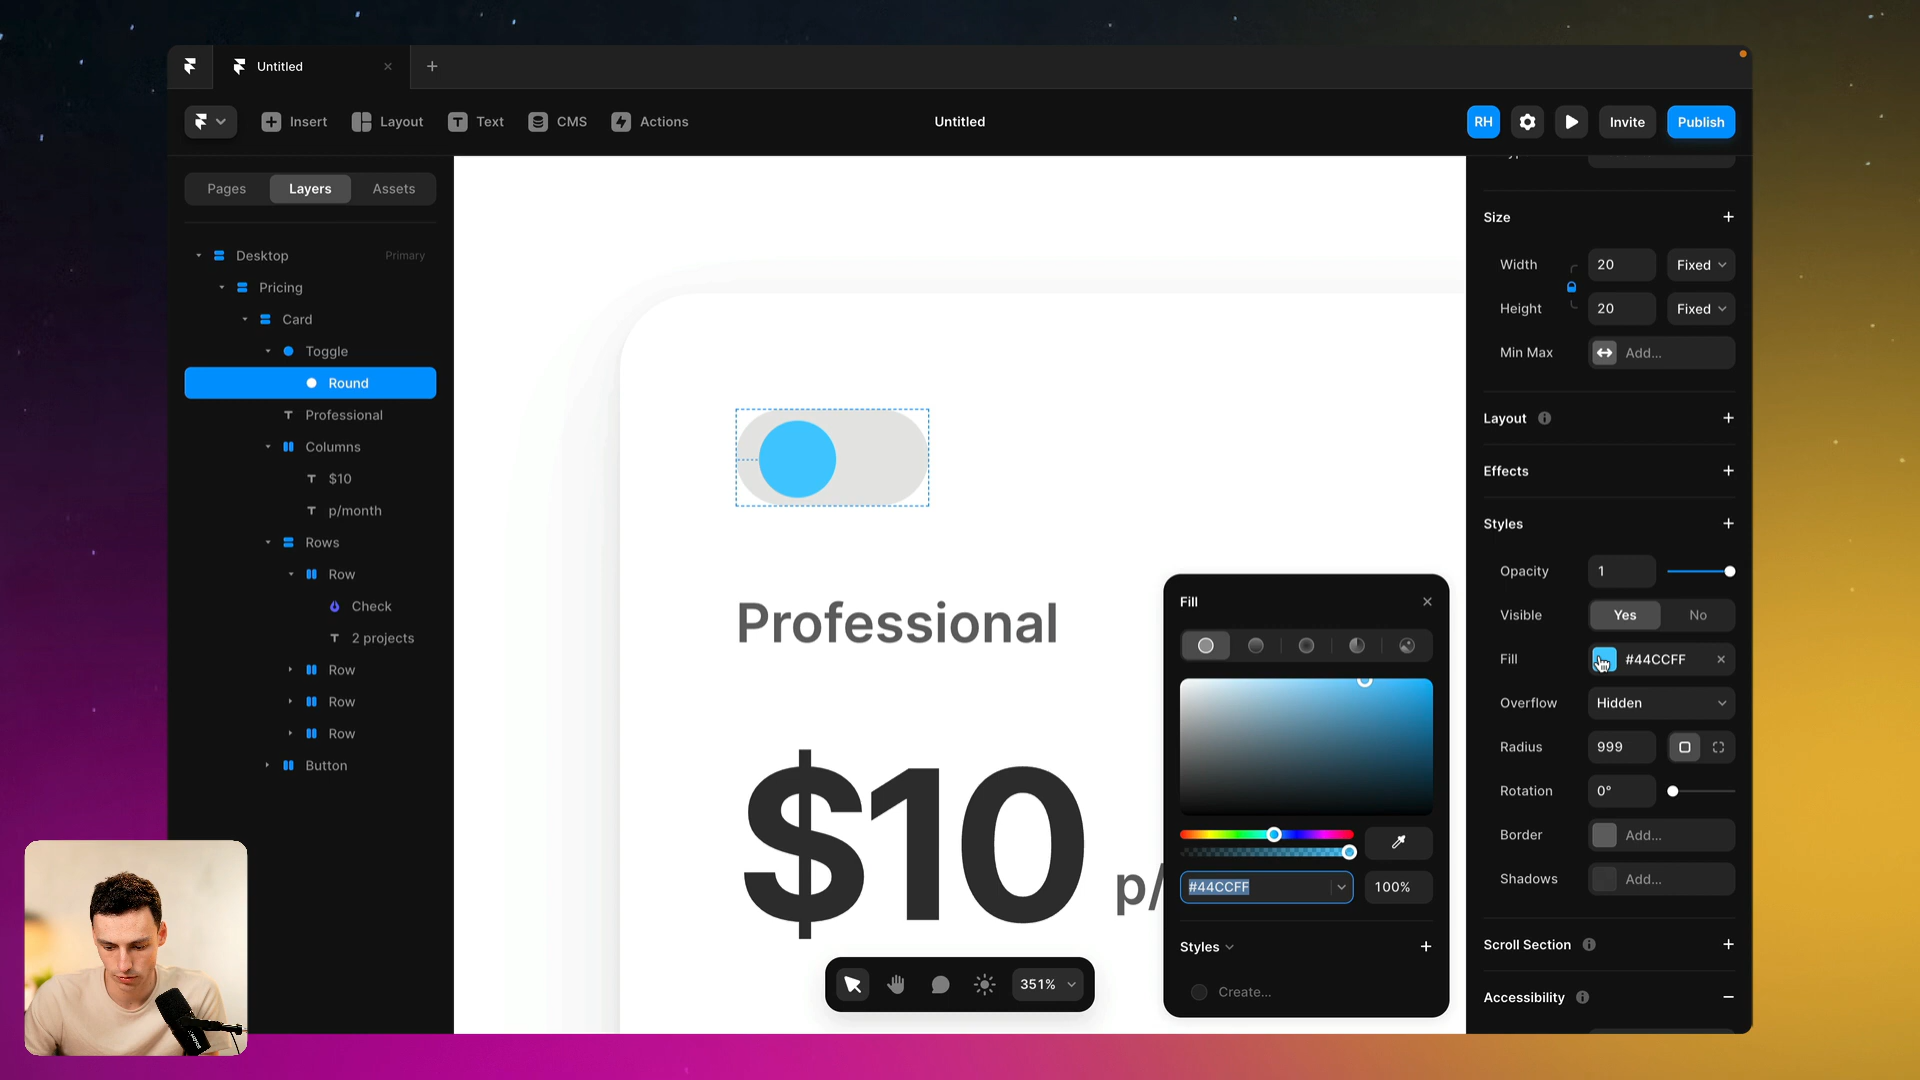 Untitled
Insert
Layout
Text
CMS
Actions
Untitled
RH
Invite
Publish
Pages
Layers
Assets
Desktop
Primary
Pricing
Card
Toggle
Round
Professional
Columns
$10
p/month
Rows
Row
Check
2 projects
Row
Row
Row
Button
Professional
$10
p/
351%
Fill
#44CCFF
100%
Styles
Create...
Size
Width 20 Fixed
Height 20 Fixed
Min Max Add...
Layout
Effects
Styles
Opacity 1
Visible Yes No
Fill #44CCFF
Overflow Hidden
Radius 999
Rotation 0°
Border Add...
Shadows Add...
Scroll Section
Accessibility